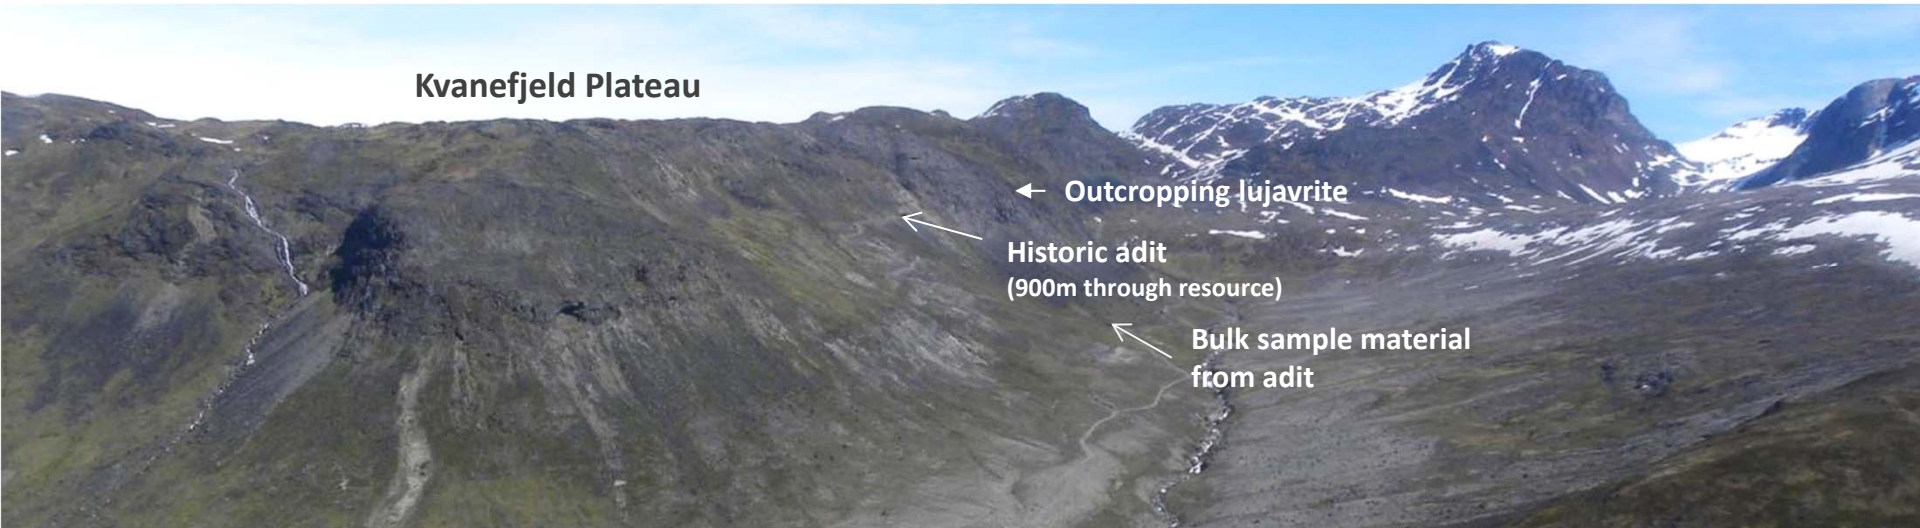 Kvanefjeld Plateau
Outcropping lujavrite
Historic adit
(900m through resource)
Bulk sample material
from adit